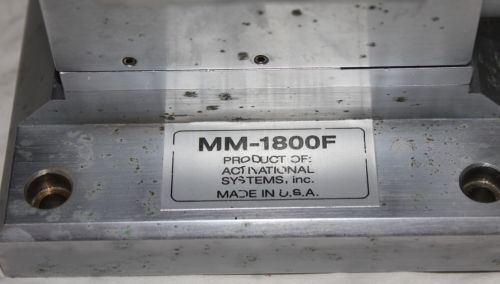 MM-1800F
PRODUCT OF:
ACTIVATIONAL
SYSTEMS, inc.
MADE IN U.S.A.